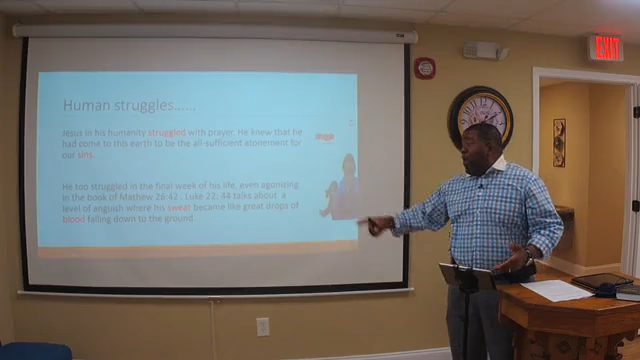 Human struggles......
Jesus in his humanity struggled with prayer. He knew that he
had come to this earth to be the all-sufficient atonement for
our sins.
He too struggled in the final week of his life, even agonizing
in the book of Mathew 26:42 . Luke 22: 44 talks about a
level of anguish where his sweat became like great drops of
blood falling down to the ground.
EXIT